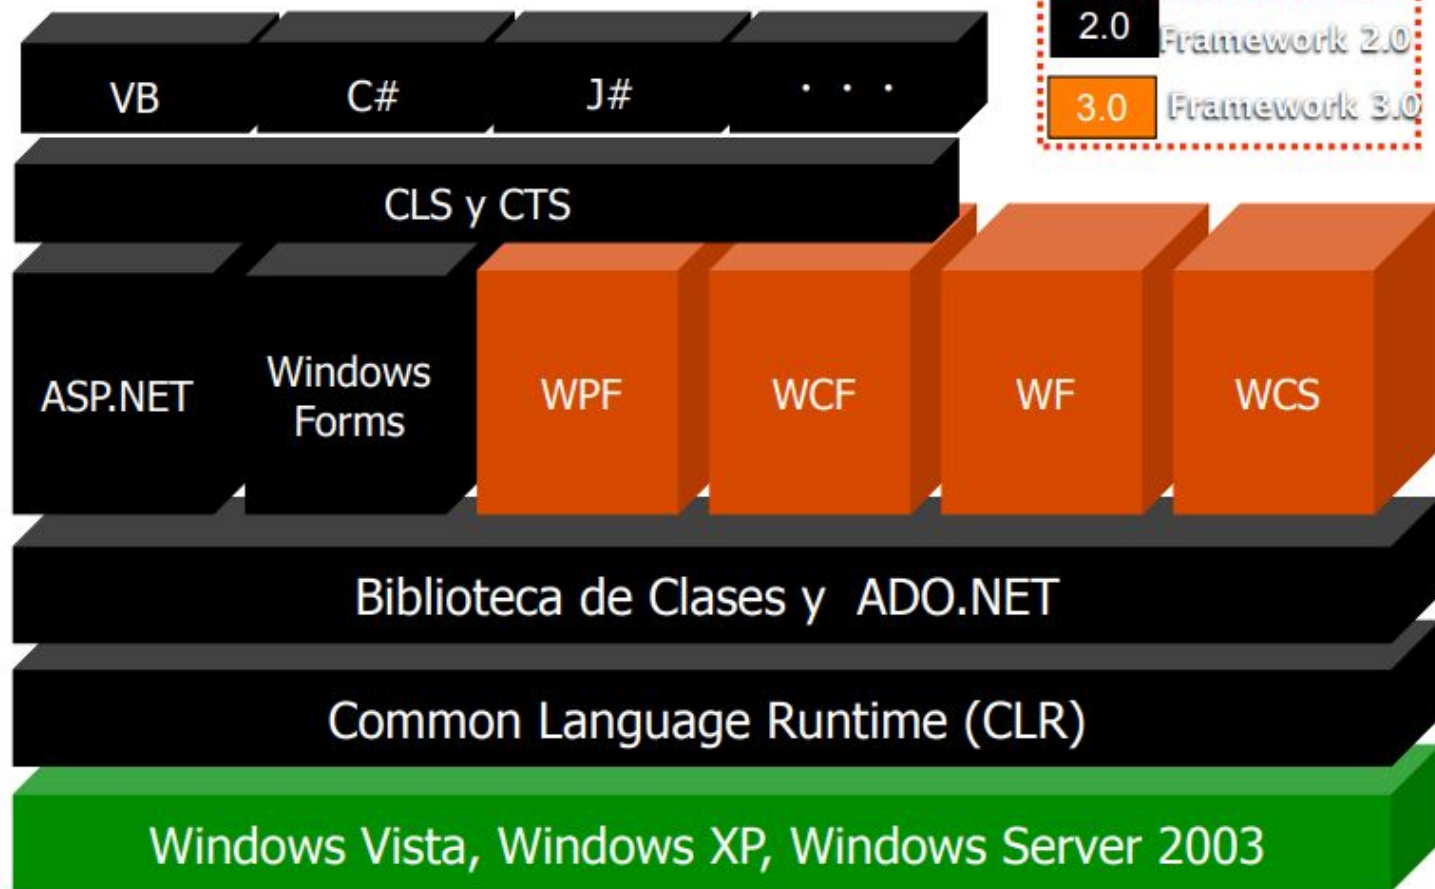 2.0 Framework 2.0
3.0 Framework 3.0
VB C# J# . . .
CLS y CTS
ASP.NET Windows Forms WPF WCF WF WCS
Biblioteca de Clases y ADO.NET
Common Language Runtime (CLR)
Windows Vista, Windows XP, Windows Server 2003